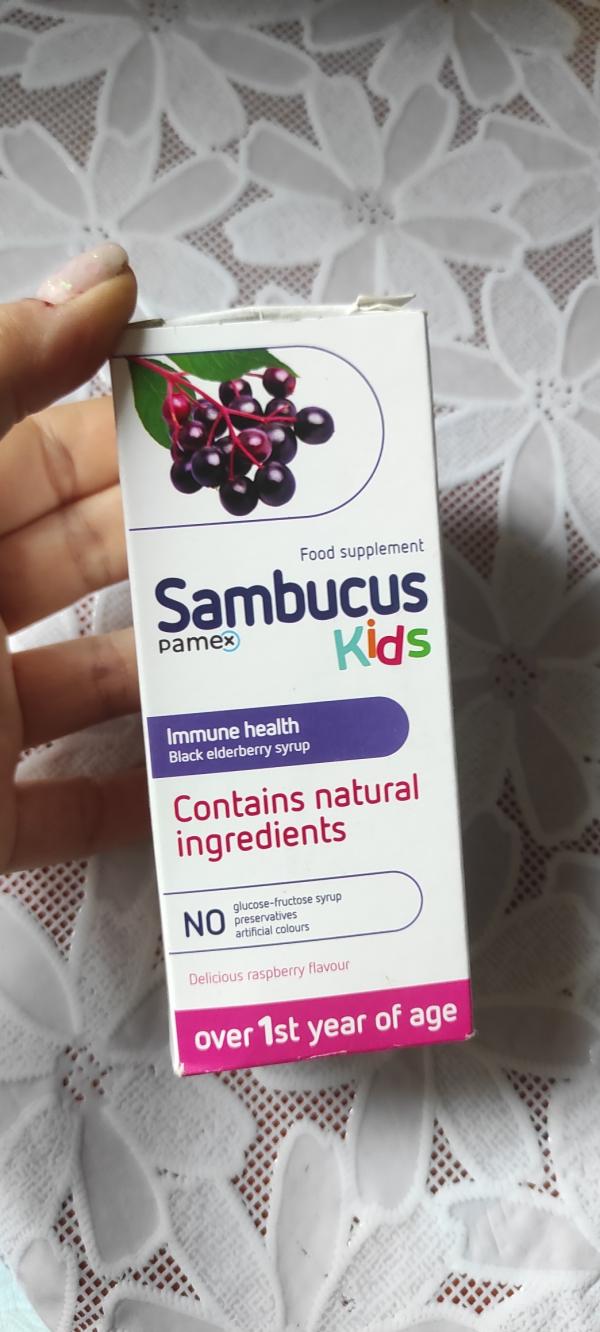 Food supplement
Sambucus
pamex
Kids
Immune health
Black elderberry syrup
Contains natural
ingredients
NO
glucose-fructose syrup
preservatives
artificial colours
Delicious raspberry flavour
over 1st year of age